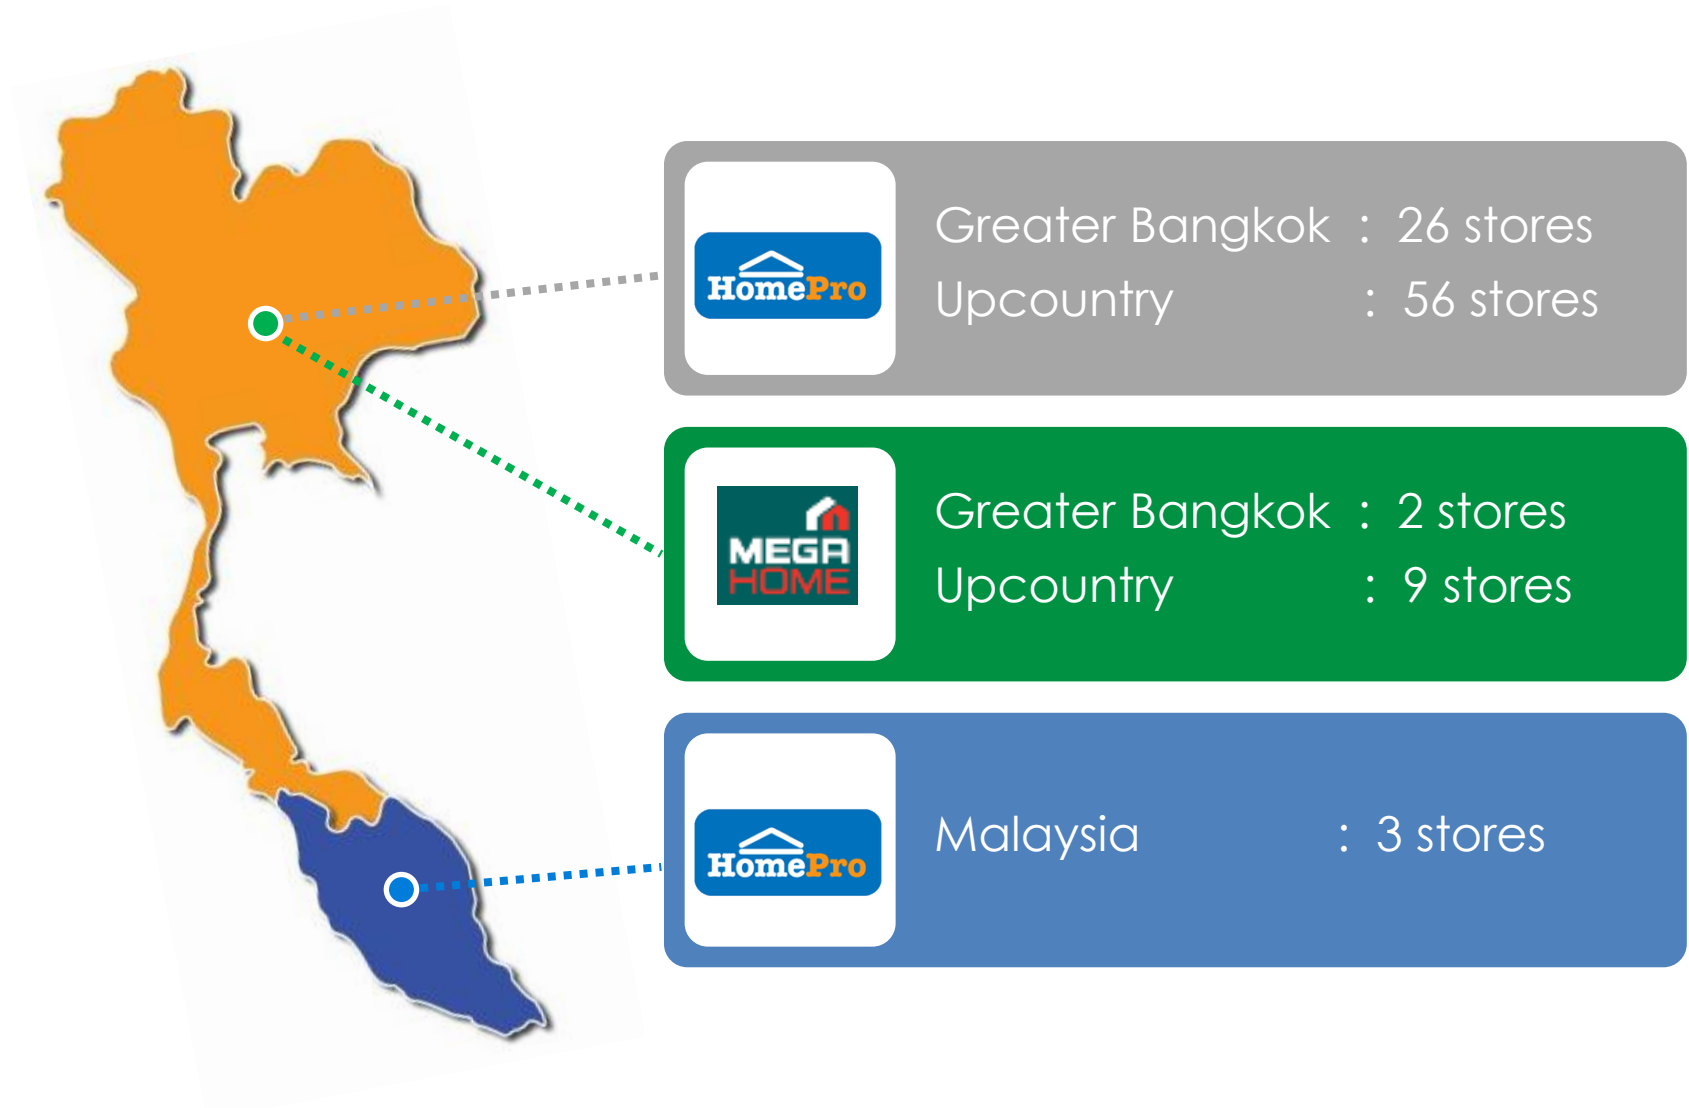 HomePro
Greater Bangkok : 26 stores
Upcountry : 56 stores
MEGA
HOME
Greater Bangkok : 2 stores
Upcountry : 9 stores
HomePro
Malaysia : 3 stores